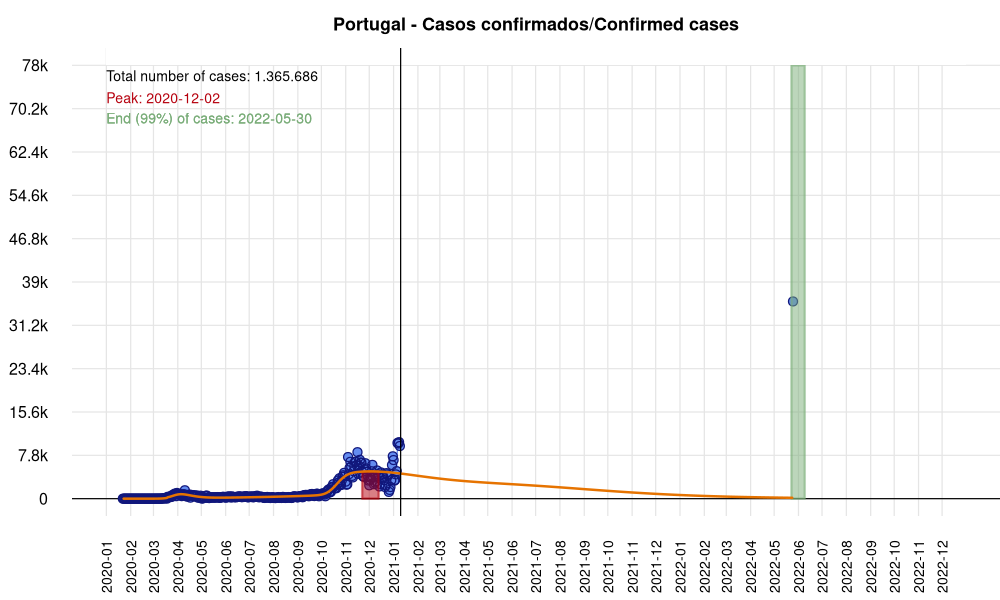 Portugal - Casos confirmados/Confirmed cases
Total number of cases: 1.365.686
Peak: 2020-12-02
End (99%) of cases: 2022-05-30
78k
70.2k
62.4k
54.6k
46.8k
39k
31.2k
23.4k
15.6k
7.8k
0
2020-01
2020-02
2020-03
2020-04
2020-05
2020-06
2020-07
2020-08
2020-09
2020-10
2020-11
2020-12
2021-01
2021-02
2021-03
2021-04
2021-05
2021-06
2021-07
2021-08
2021-09
2021-10
2021-11
2021-12
2022-01
2022-02
2022-03
2022-04
2022-05
2022-06
2022-07
2022-08
2022-09
2022-10
2022-11
2022-12